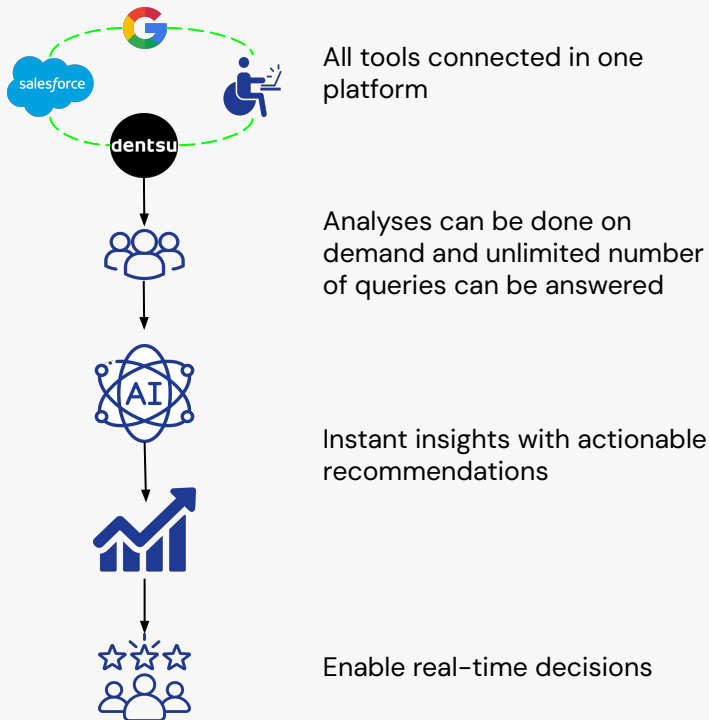 salesforce
dentsu
All tools connected in one
platform
Analyses can be done on
demand and unlimited number
of queries can be answered
AI
Instant insights with actionable
recommendations
Enable real-time decisions